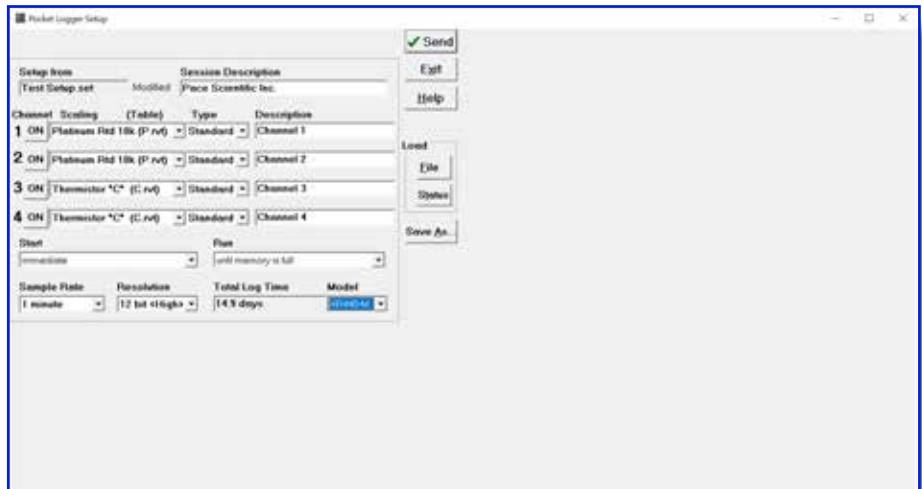 Pocket Logger Setup
Send
Setup from Session Description Exit
Test Setup.set Modified Pace Scientific Inc.
Help
Channel Scaling (Table) Type Description
1 ON Platinum Rtd 10k (P.rvt) Standard Channel 1
Load
2 ON Platinum Rtd 10k (P.rvt) Standard Channel 2
File
3 ON Thermistor "C" (C.rvt) Standard Channel 3
Status
4 ON Thermistor "C" (C.rvt) Standard Channel 4
Save As...
Start Run
immediate until memory is full
Sample Rate Resolution Total Log Time Model
1 minute 12 bit <High> 14.9 days